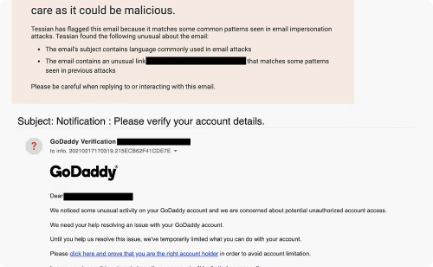 care as it could be malicious.
Tessian has flagged this email because it matches some common patterns seen in email impersonation
attacks. Tessian found the following unusual about the email:
• The email's subject contains language commonly used in email attacks
• The email contains an unusual link that matches some patterns
seen in previous attacks
Please be careful when replying to or interacting with this email.
Subject: Notification : Please verify your account details.
?
GoDaddy Verification
to info, 20210217170319.215ECB62F41CDE7E
GoDaddy
Dear
We noticed some unusual activity on your GoDaddy account and we are concerned about potential unauthorized account access.
We need your help resolving an issue with your GoDaddy account.
Until you help us resolve this issue, we've temporarily limited what you can do with your account.
Please click here and prove that you are the right account holder in order to avoid account limitation.